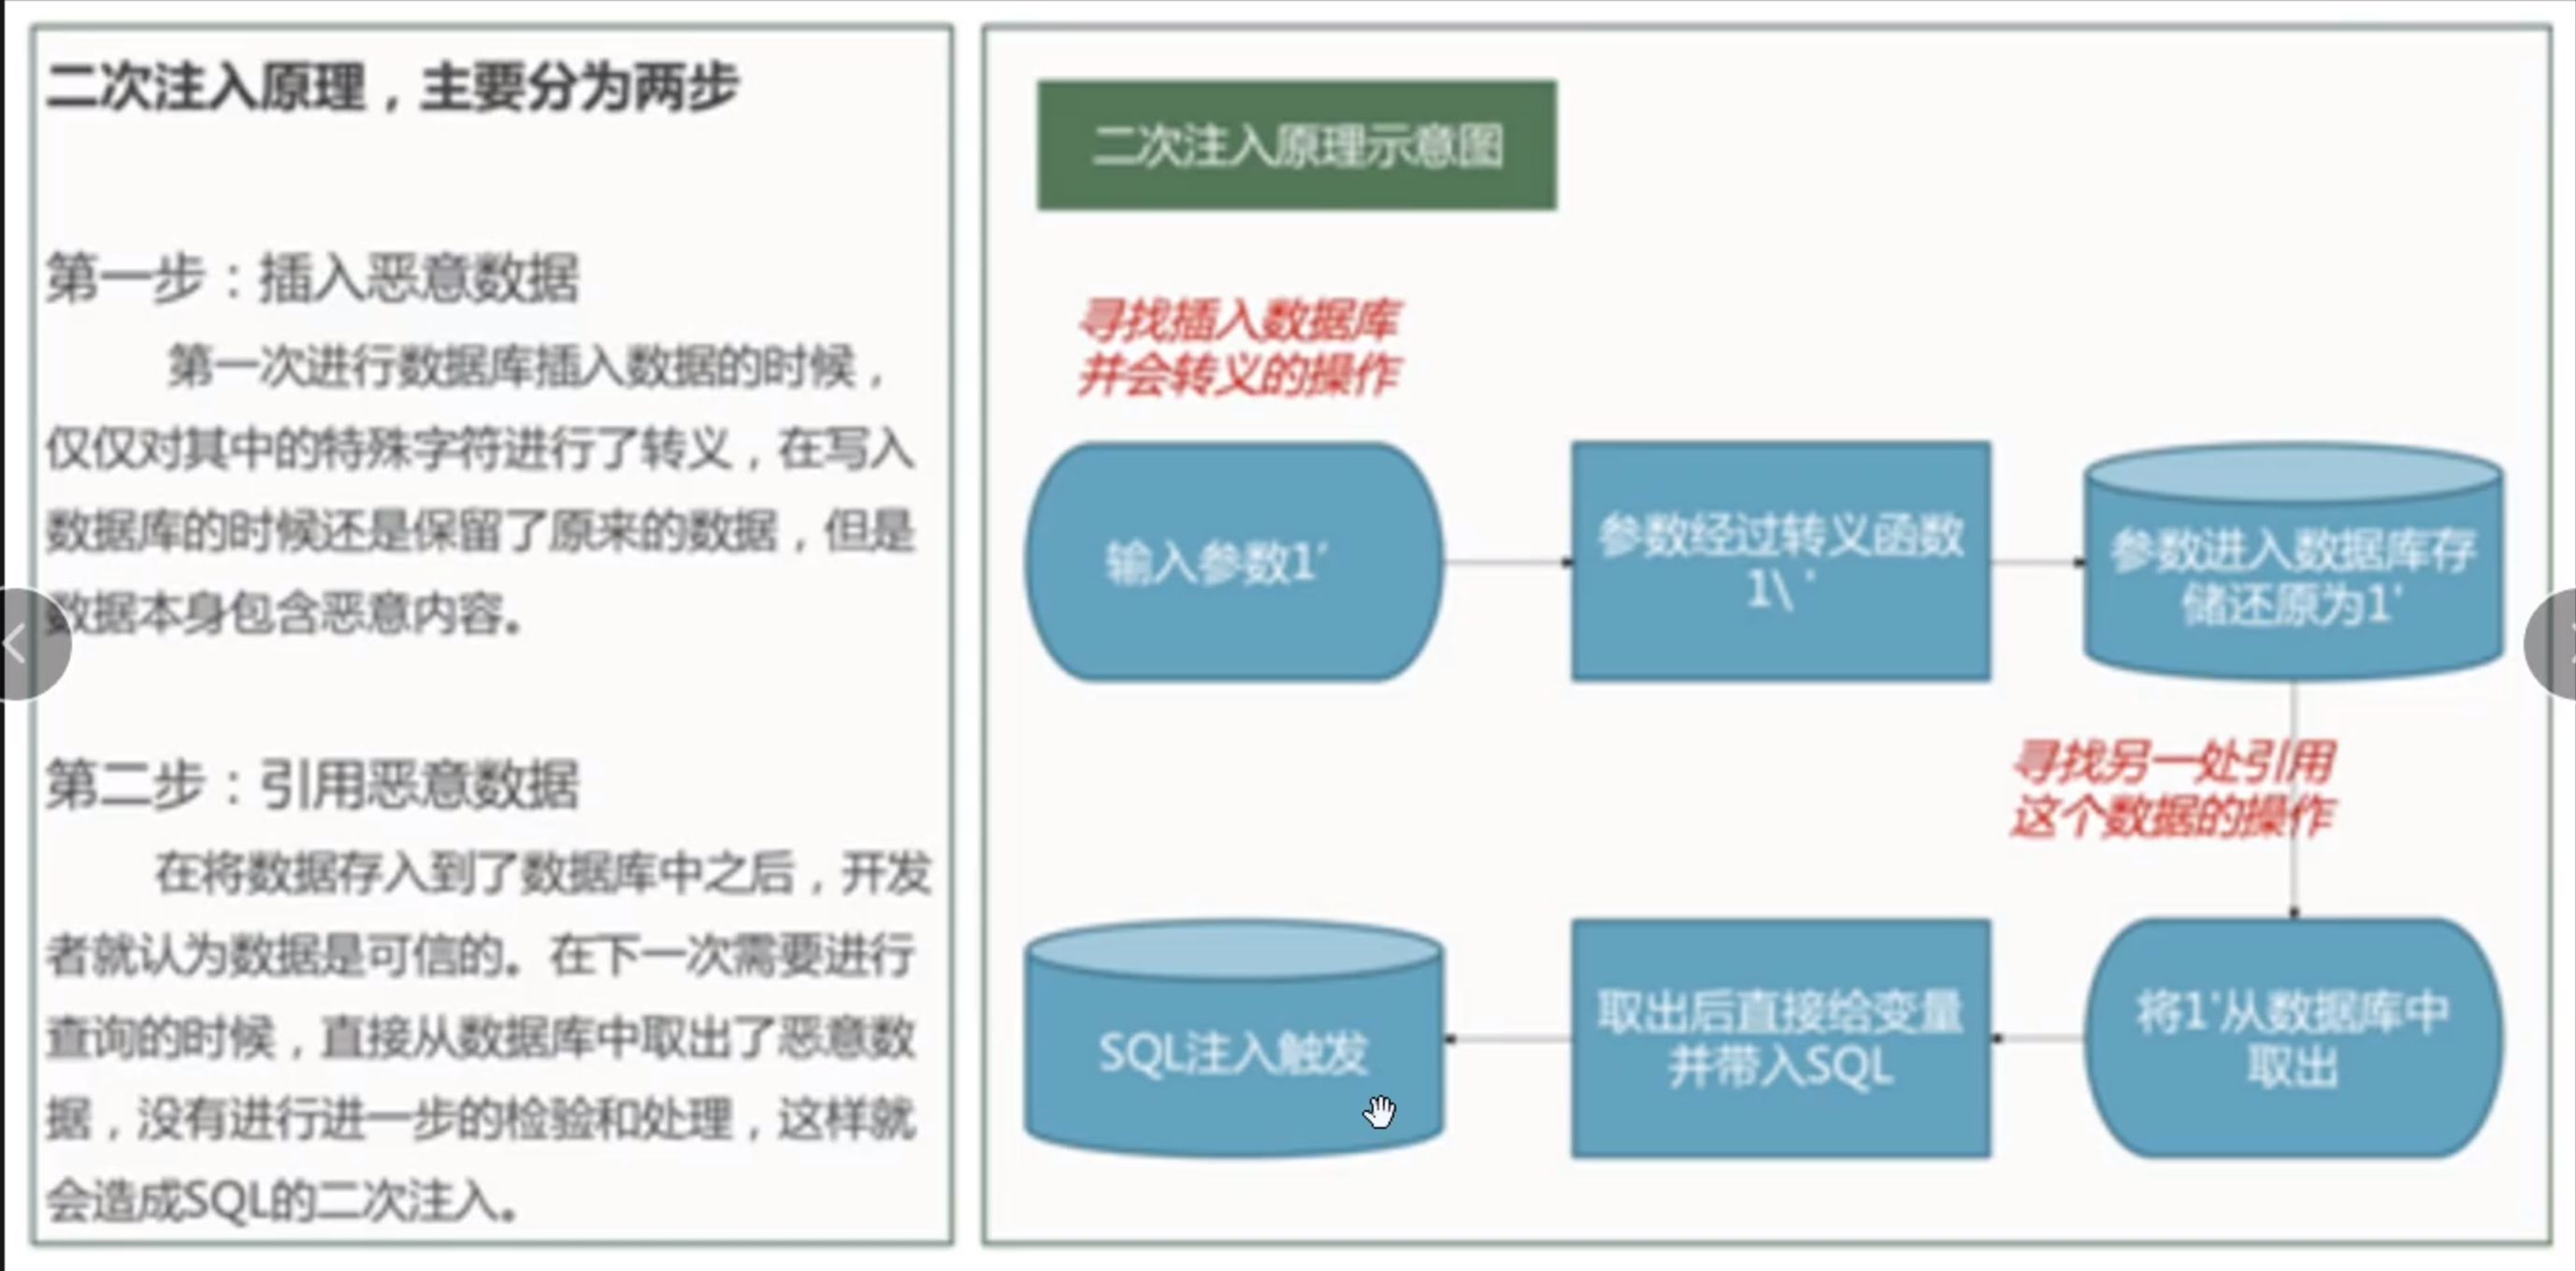 二次注入原理，主要分为两步
第一步：插入恶意数据
第一次进行数据库插入数据的时候，
仅仅对其中的特殊字符进行了转义，在写入
数据库的时候还是保留了原来的数据，但是
数据本身包含恶意内容。
第二步：引用恶意数据
在将数据存入到了数据库中之后，开发
者就认为数据是可信的。在下一次需要进行
查询的时候，直接从数据库中取出了恶意数
据，没有进行进一步的检验和处理，这样就
会造成SQL的二次注入。
二次注入原理示意图
寻找插入数据库
并会转义的操作
输入参数1'
参数经过转义函数
1\ '
参数进入数据库存
储还原为1'
寻找另一处引用
这个数据的操作
将1'从数据库中
取出
取出后直接给变量
并带入SQL
SQL注入触发